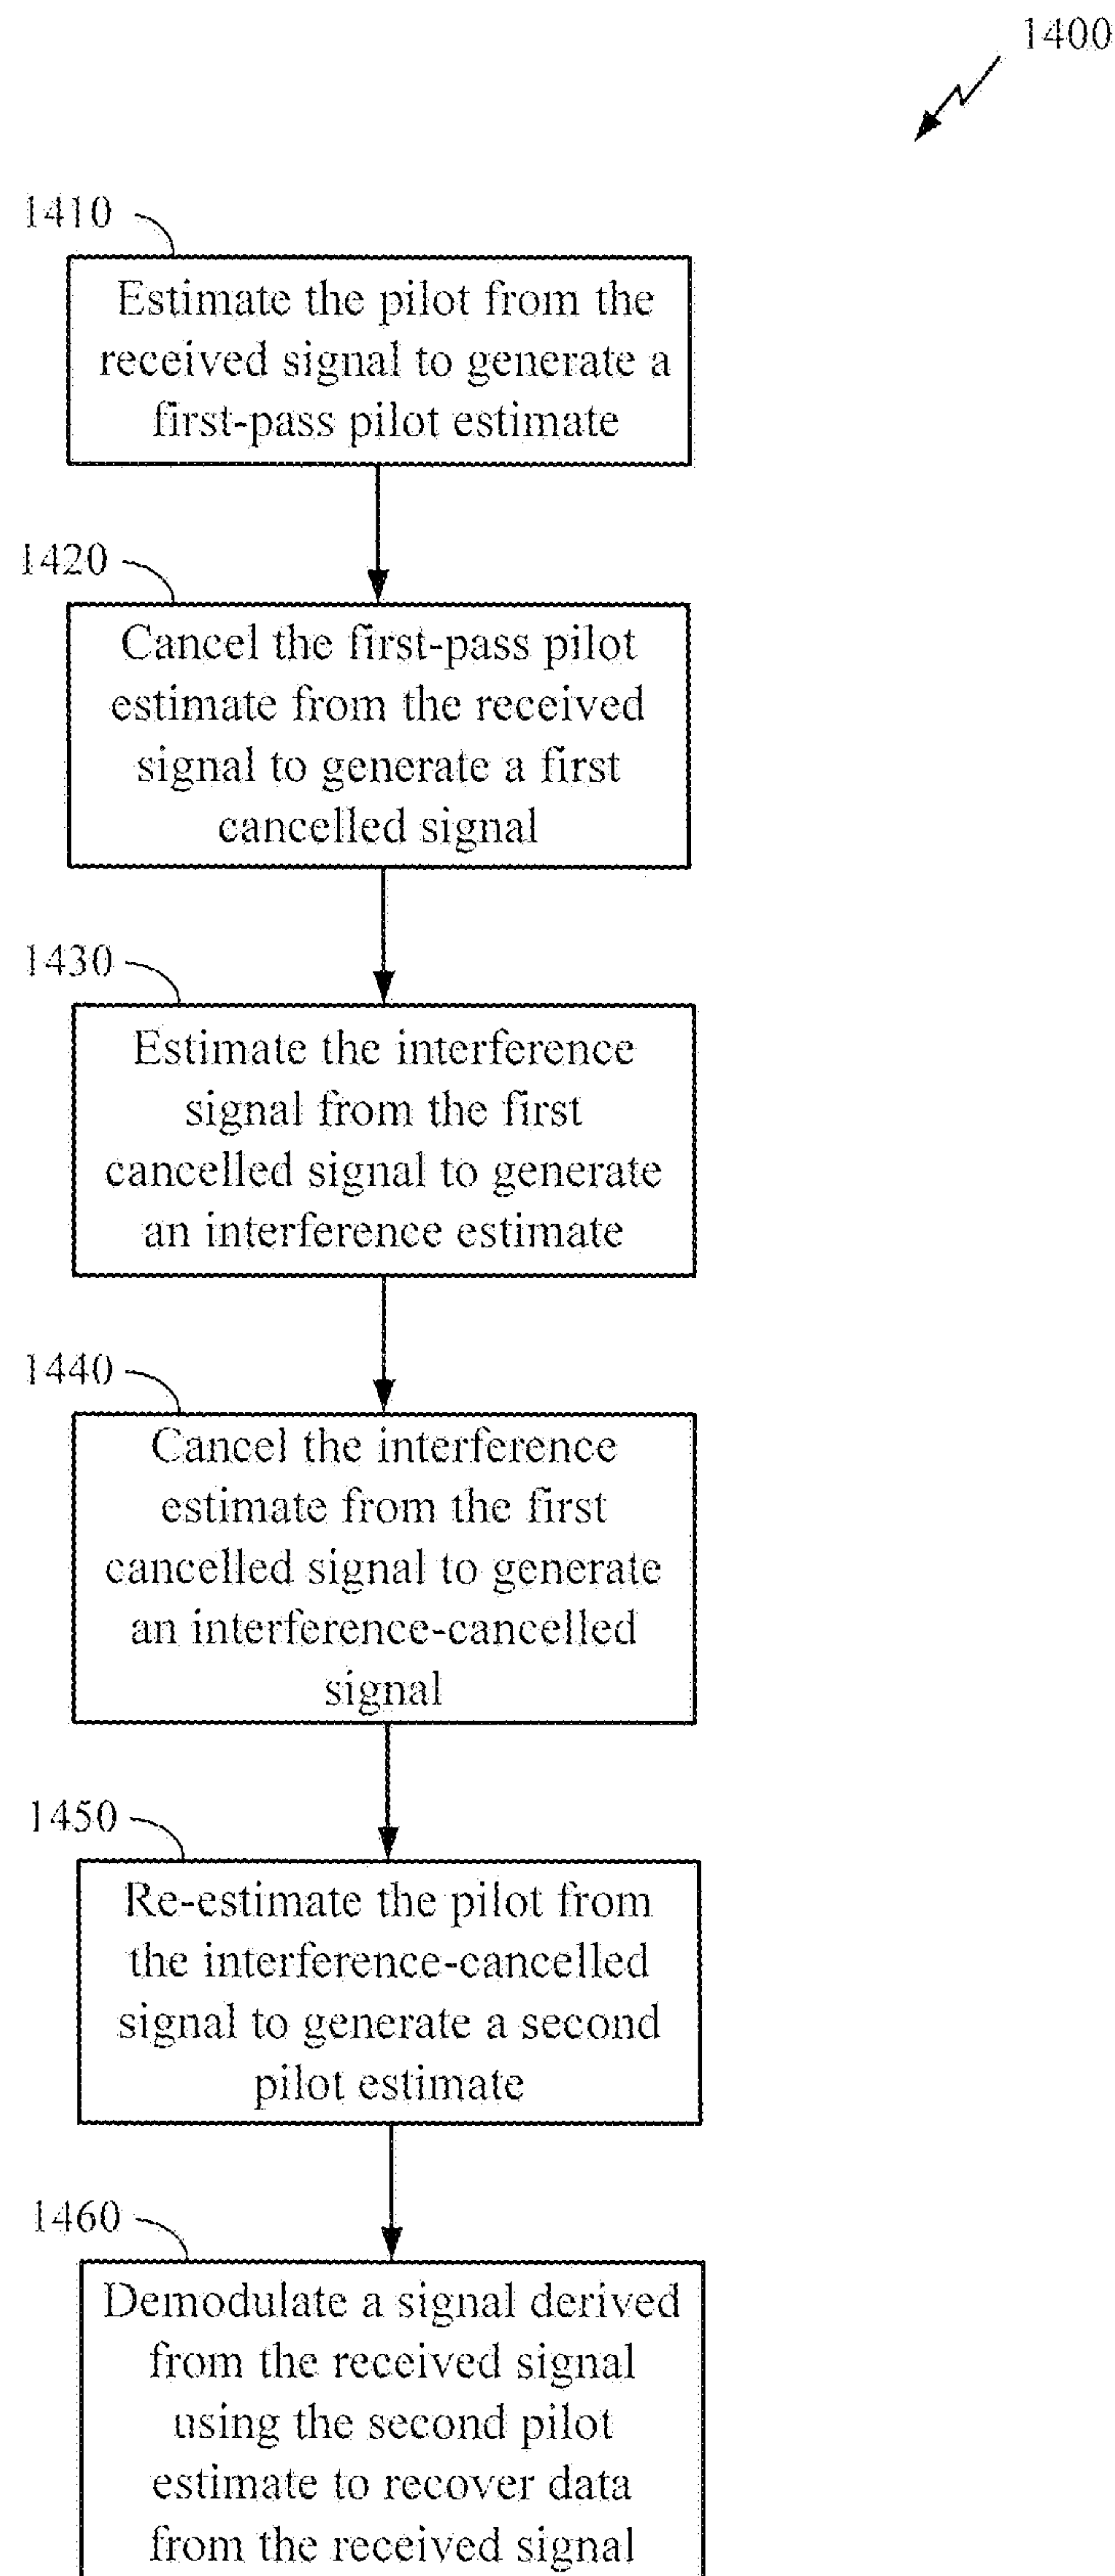 1400
1410
Estimate the pilot from the
received signal to generate a
first-pass pilot estimate
1420
Cancel the first-pass pilot
estimate from the received
signal to generate a first
cancelled signal
1430
Estimate the interference
signal from the first
cancelled signal to generate
an interference estimate
1440
Cancel the interference
estimate from the first
cancelled signal to generate
an interference-cancelled
signal
1450
Re-estimate the pilot from
the interference-cancelled
signal to generate a second
pilot estimate
1460
Demodulate a signal derived
from the received signal
using the second pilot
estimate to recover data
from the received signal